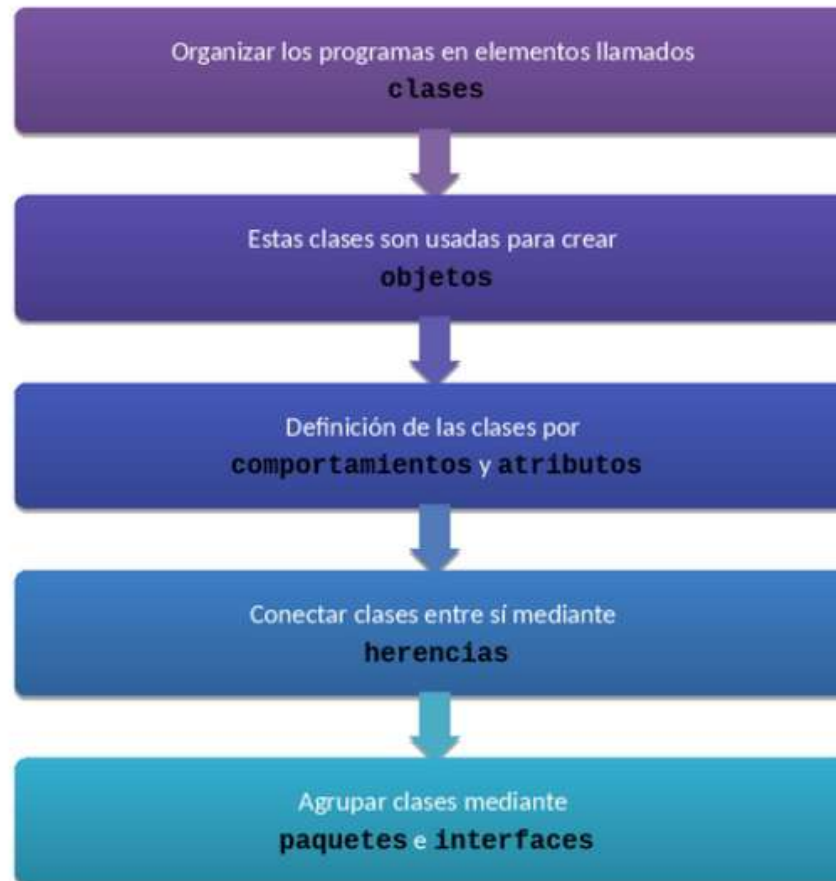 Organizar los programas en elementos llamados
clases
Estas clases son usadas para crear
objetos
Definición de las clases por
comportamientos y atributos
Conectar clases entre sí mediante
herencias
Agrupar clases mediante
paquetes e interfaces